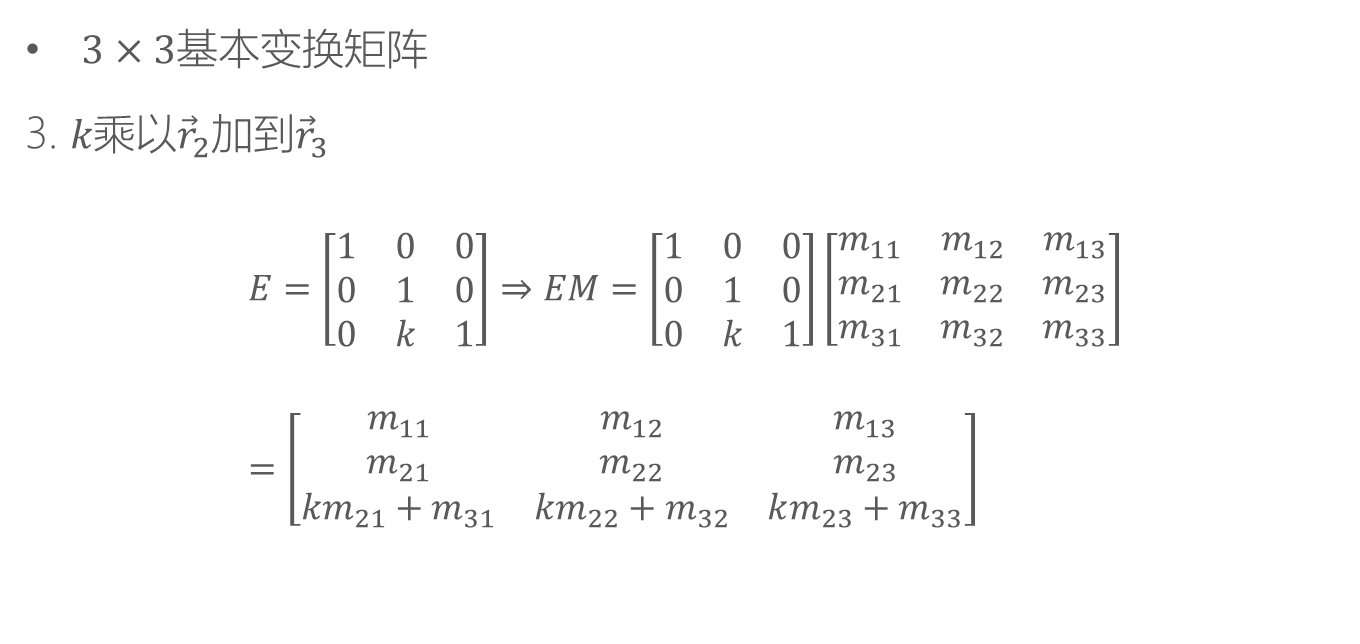 • 3 × 3基本变换矩阵
3. k乘以r⃗₂加到r⃗₃
E = [1 0 0; 0 1 0; 0 k 1] ⇒ EM = [1 0 0; 0 1 0; 0 k 1] [m₁₁ m₁₂ m₁₃; m₂₁ m₂₂ m₂₃; m₃₁ m₃₂ m₃₃]
= [m₁₁ m₁₂ m₁₃; m₂₁ m₂₂ m₂₃; km₂₁ + m₃₁ km₂₂ + m₃₂ km₂₃ + m₃₃]